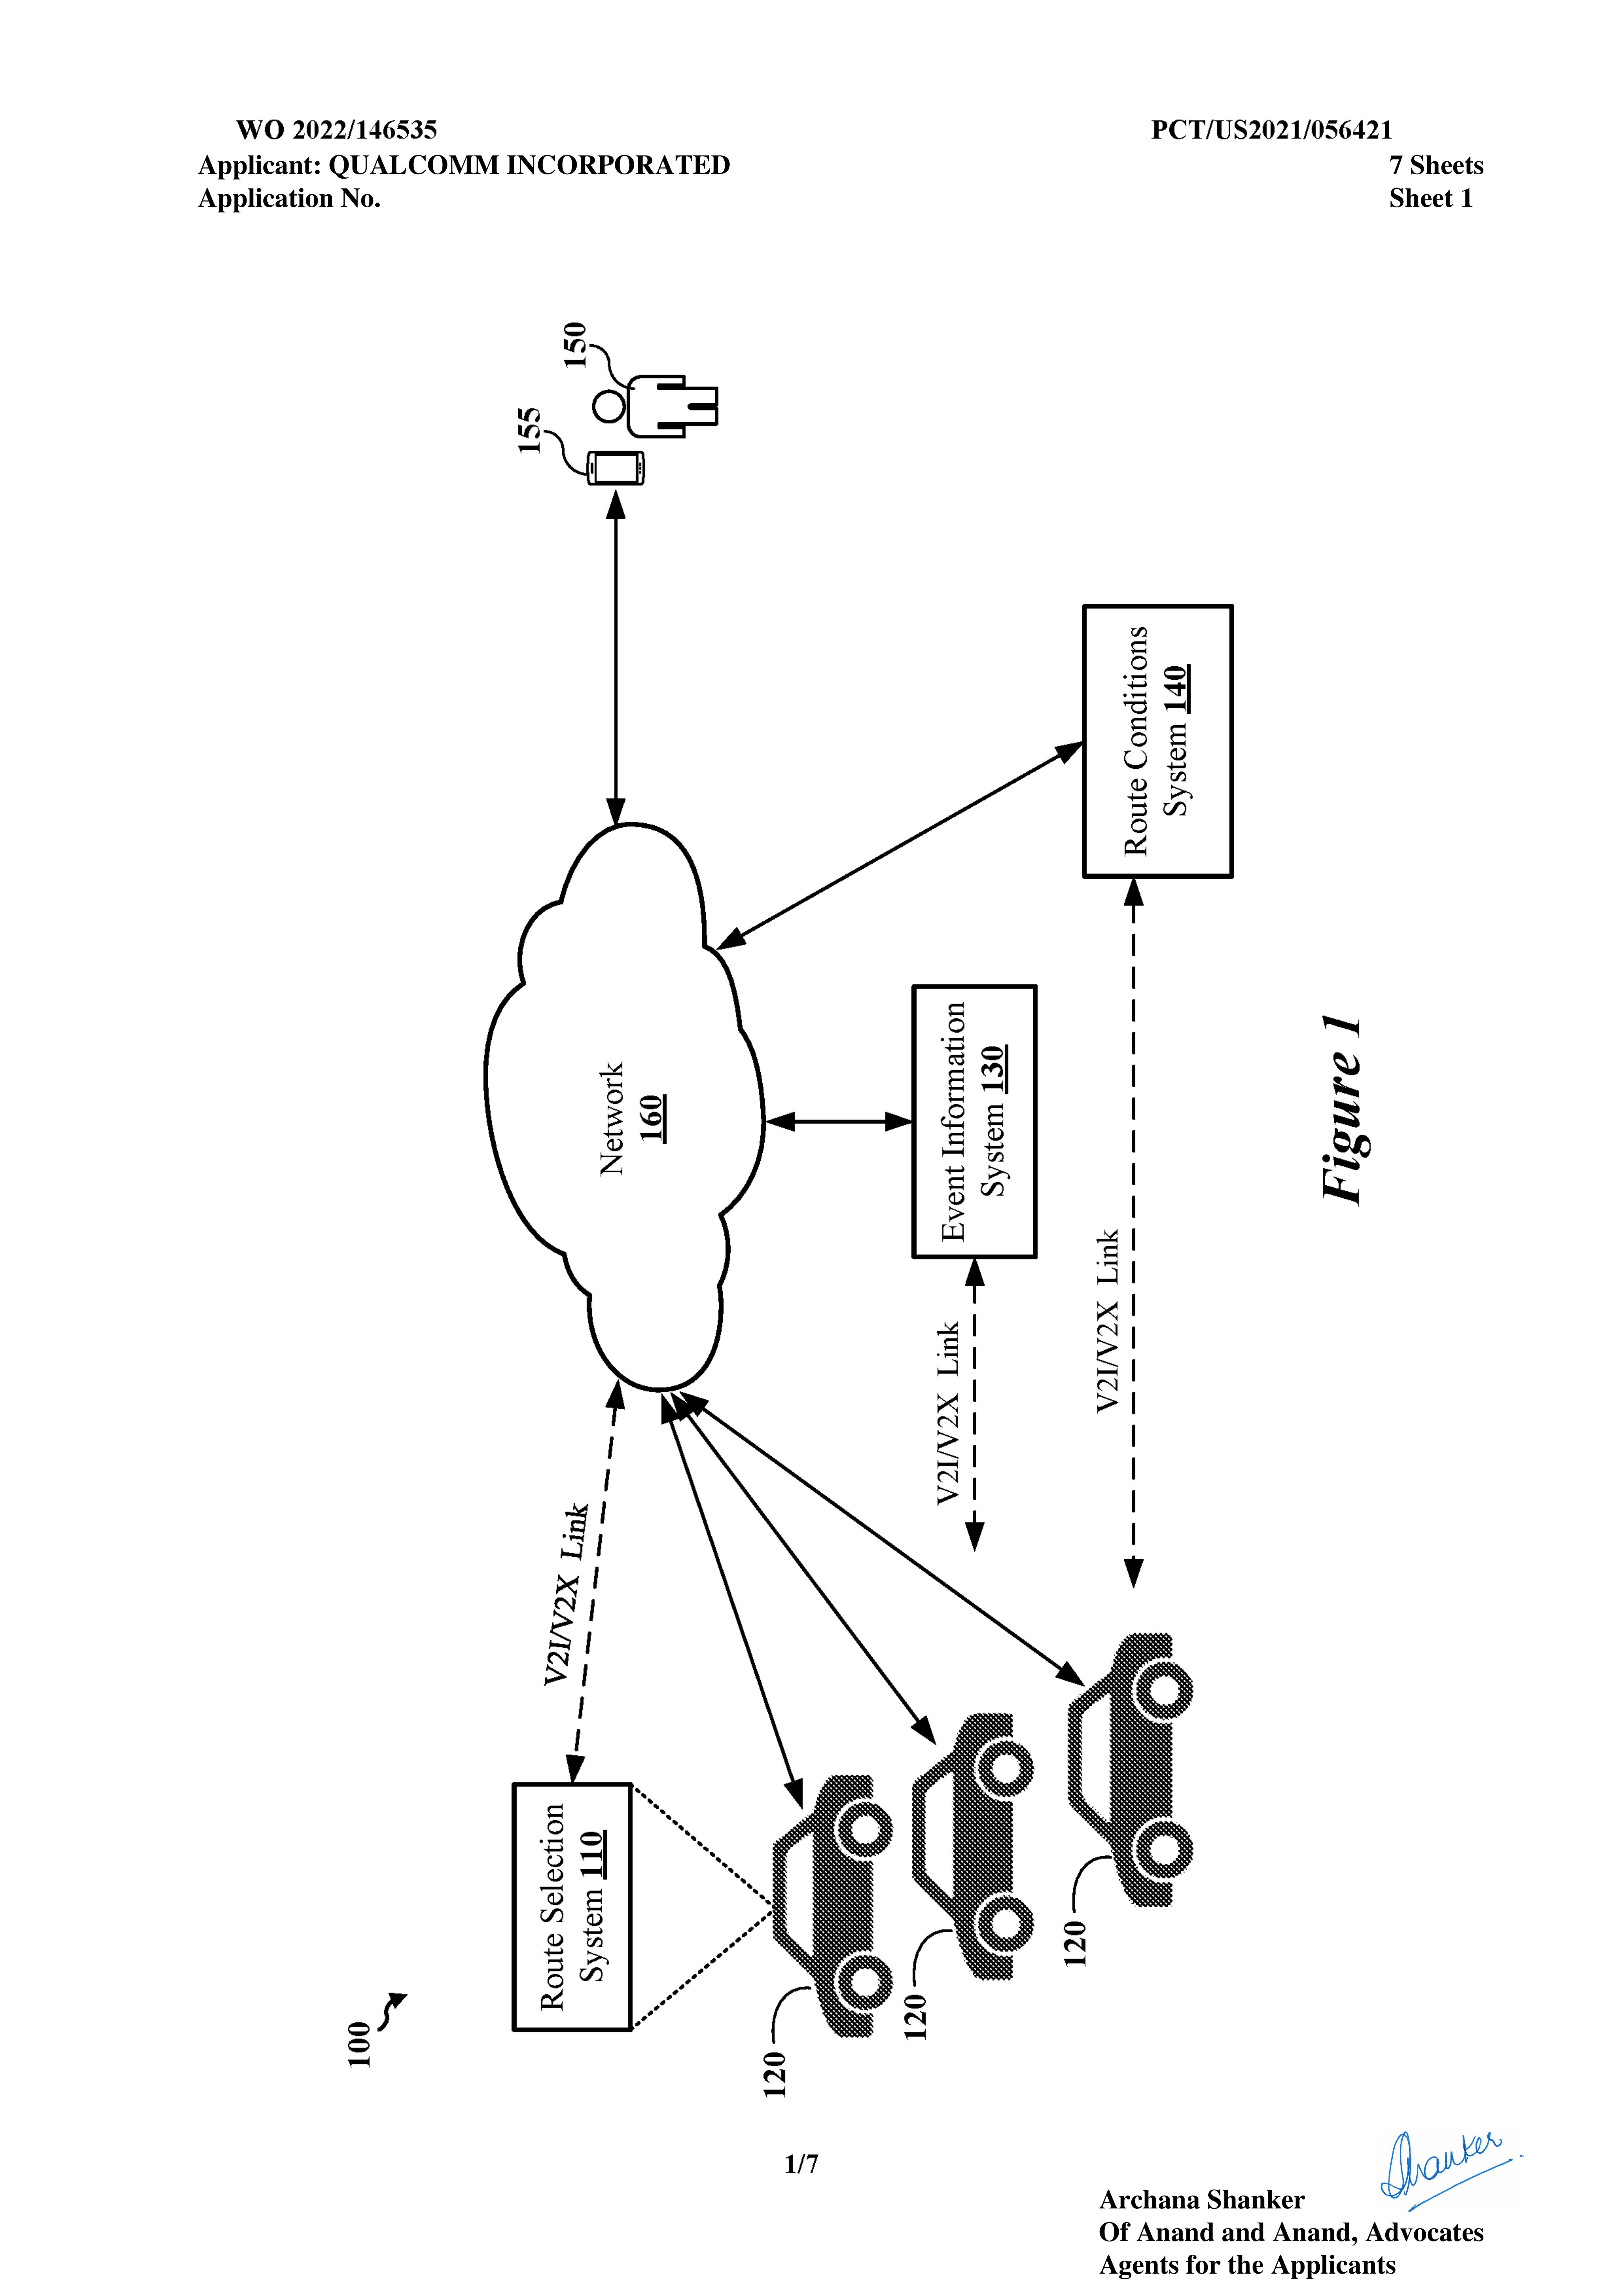 WO 2022/146535 PCT/US2021/056421
Applicant: QUALCOMM INCORPORATED 7 Sheets
Application No. Sheet 1
100
Route Selection
System 110
V2I/V2X Link
120
120
120
Network
160
155
150
Event Information
System 130
V2I/V2X Link
Route Conditions
System 140
V2I/V2X Link
Figure 1
1/7
Shanker
Archana Shanker
Of Anand and Anand, Advocates
Agents for the Applicants